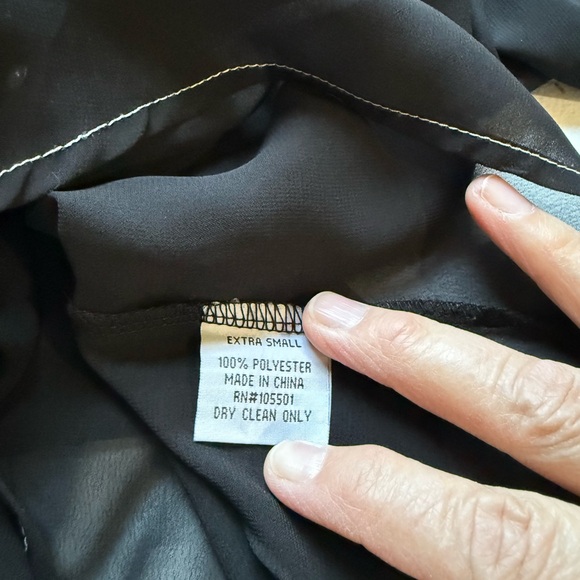 EXTRA SMALL
100% POLYESTER
MADE IN CHINA
RN#105501
DRY CLEAN ONLY